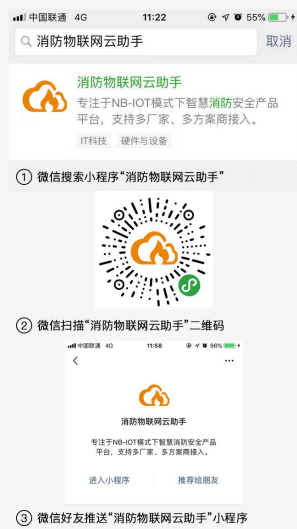 中国联通 4G 11:22 55%
消防物联网云助手 取消
消防物联网云助手
专注于NB-IOT模式下智慧消防安全产品
平台，支持多厂家、多方案商接入。
IT科技 硬件与设备
① 微信搜索小程序“消防物联网云助手”
② 微信扫描“消防物联网云助手”二维码
中国联通 4G 11:58 96%
消防物联网云助手
专注于NB-IOT模式下智慧消防安全产品
平台，支持多厂家、多方案商接入。
进入小程序 推荐给朋友
③ 微信好友推送“消防物联网云助手”小程序